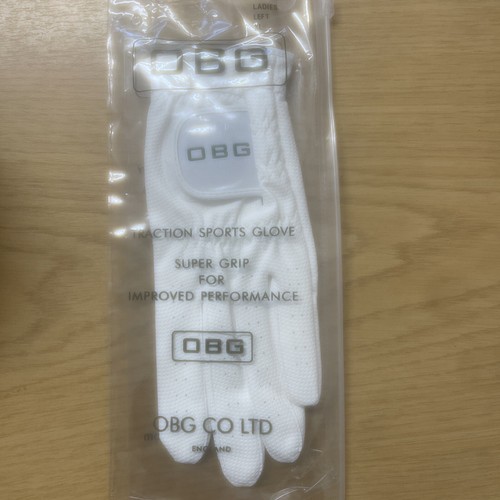 LADIES
LEFT
OBG
OBG
TRACTION SPORTS GLOVE
SUPER GRIP
FOR
IMPROVED PERFORMANCE
OBG
OBG CO LTD
ENGLAND